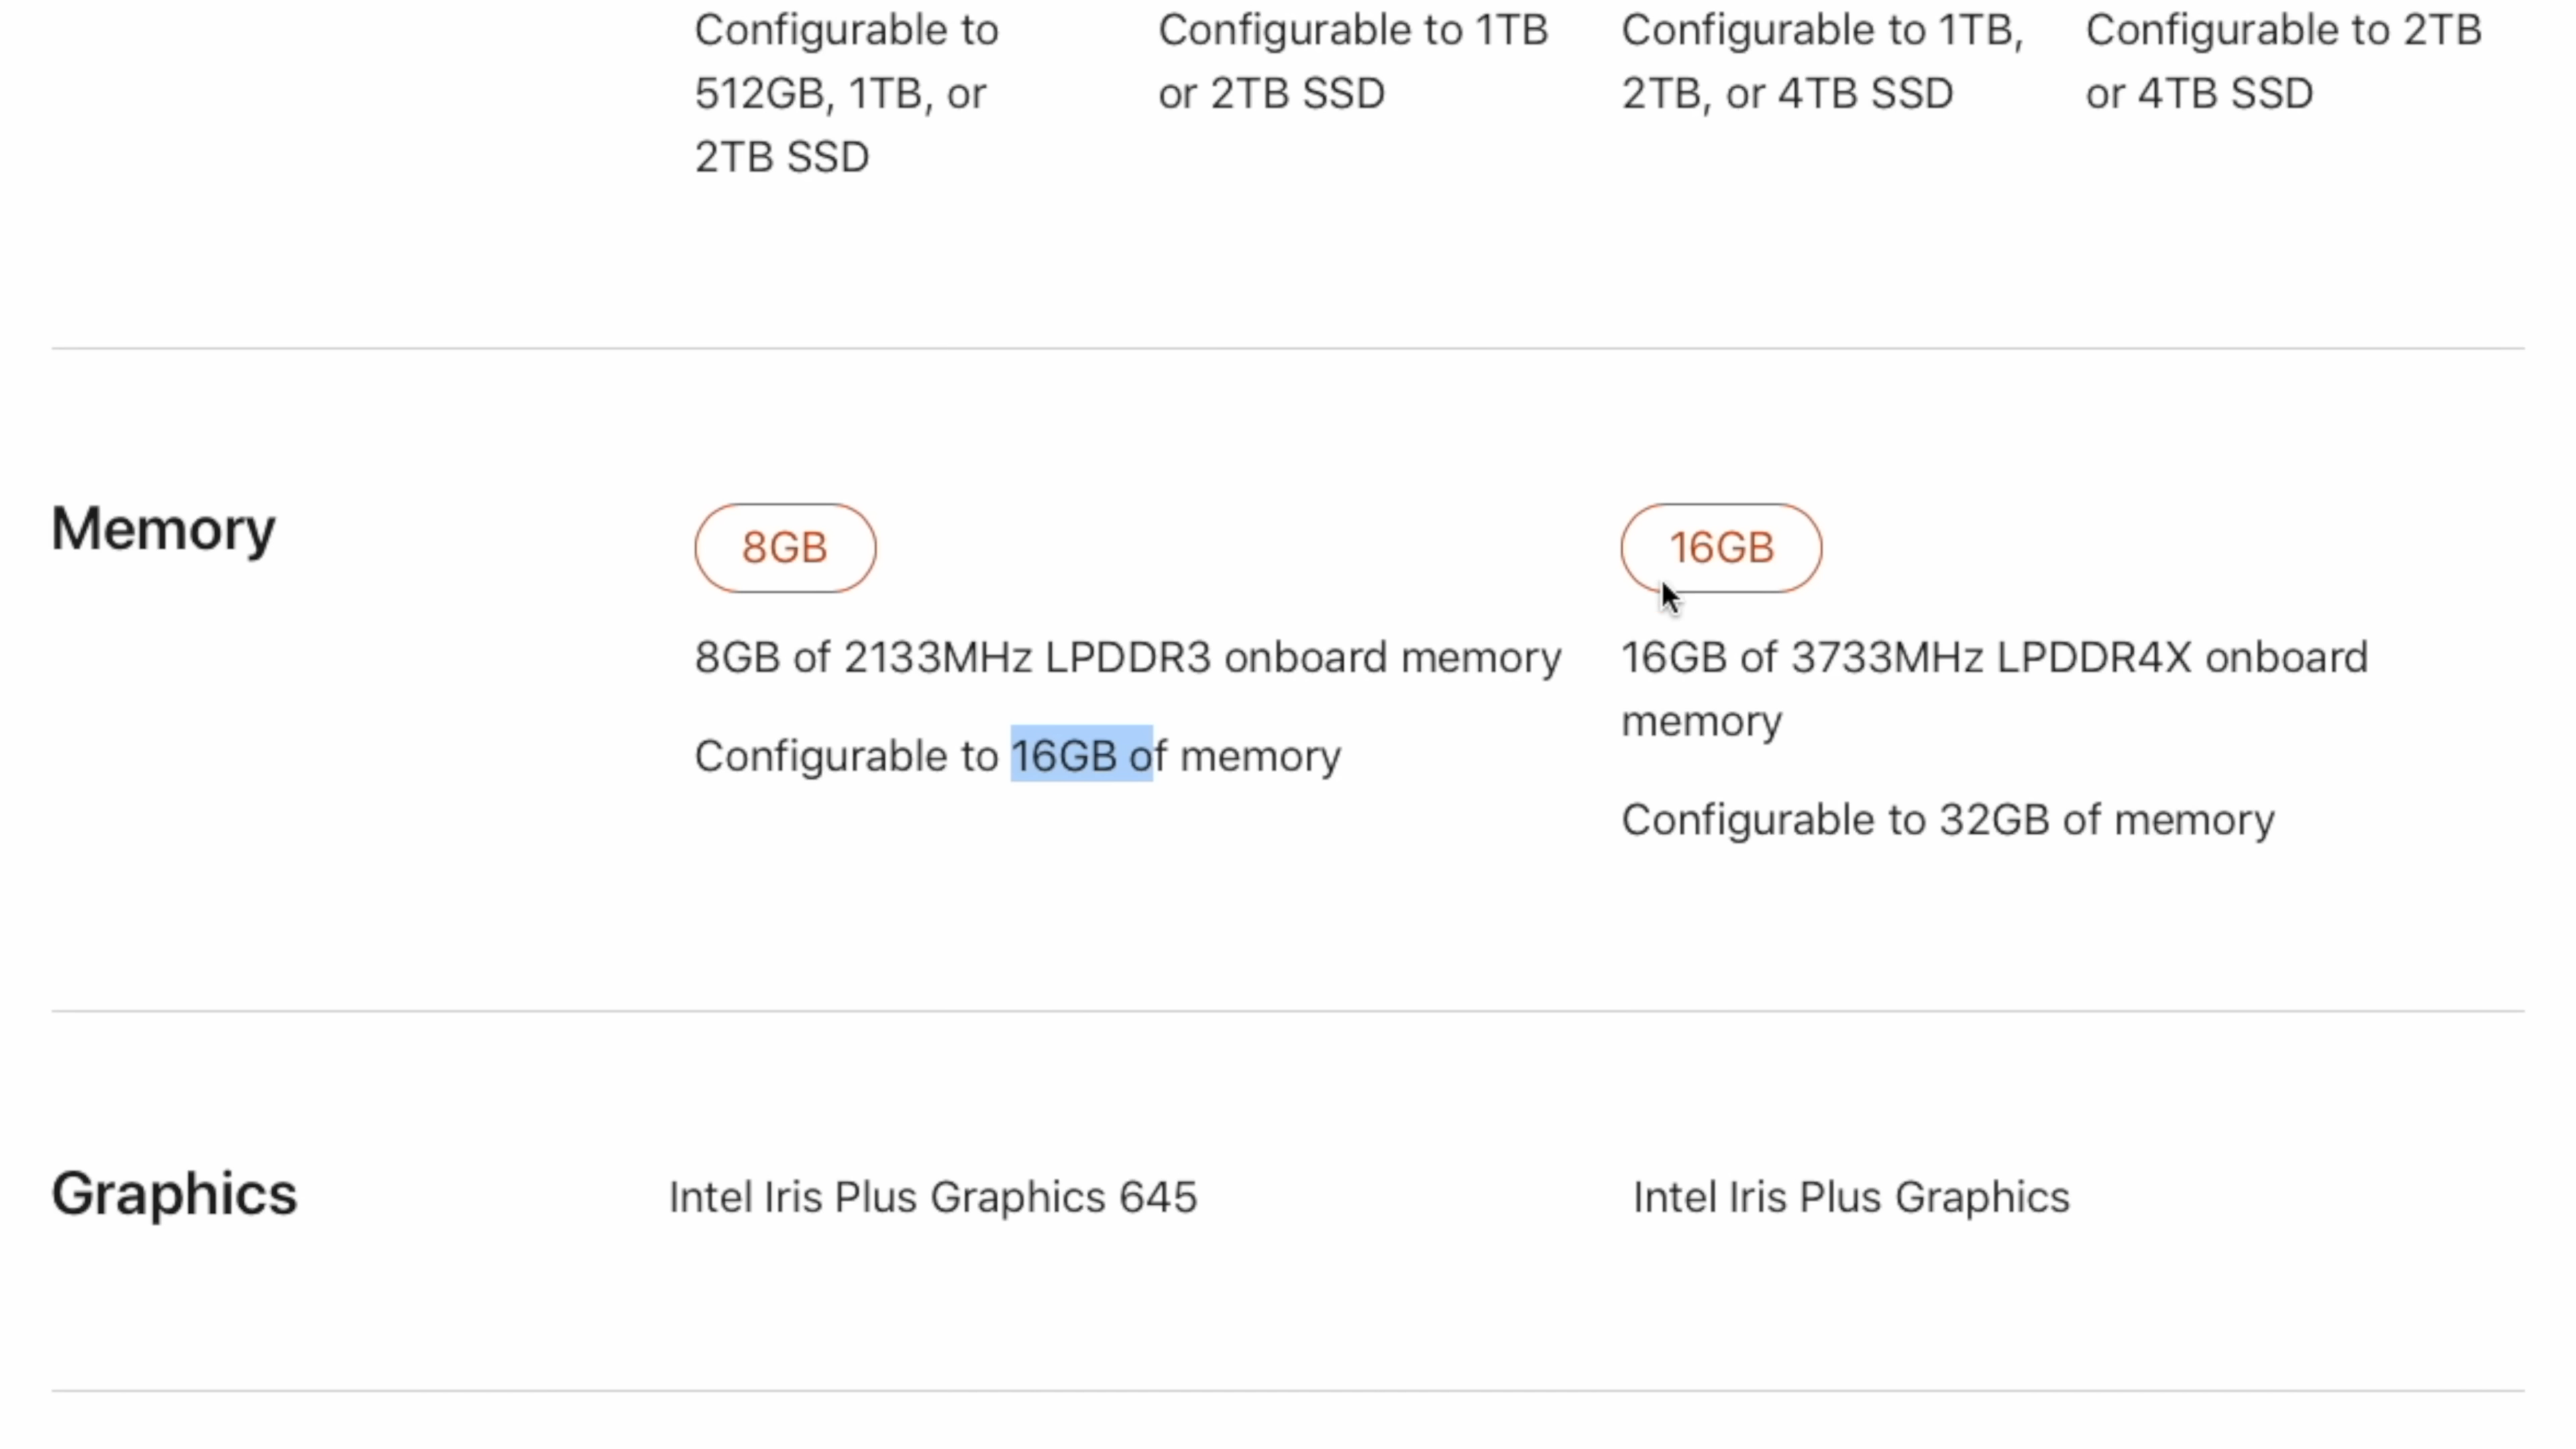 Configurable to
512GB, 1TB, or
2TB SSD
Configurable to 1TB
or 2TB SSD
Configurable to 1TB,
2TB, or 4TB SSD
Configurable to 2TB
or 4TB SSD
Memory
8GB
8GB of 2133MHz LPDDR3 onboard memory
Configurable to 16GB of memory
16GB
16GB of 3733MHz LPDDR4X onboard
memory
Configurable to 32GB of memory
Graphics
Intel Iris Plus Graphics 645
Intel Iris Plus Graphics